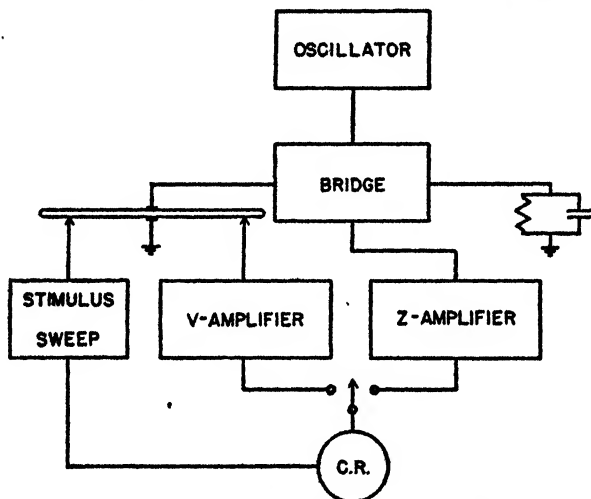 OSCILLATOR
BRIDGE
STIMULUS
SWEEP
V-AMPLIFIER
Z-AMPLIFIER
C.R.